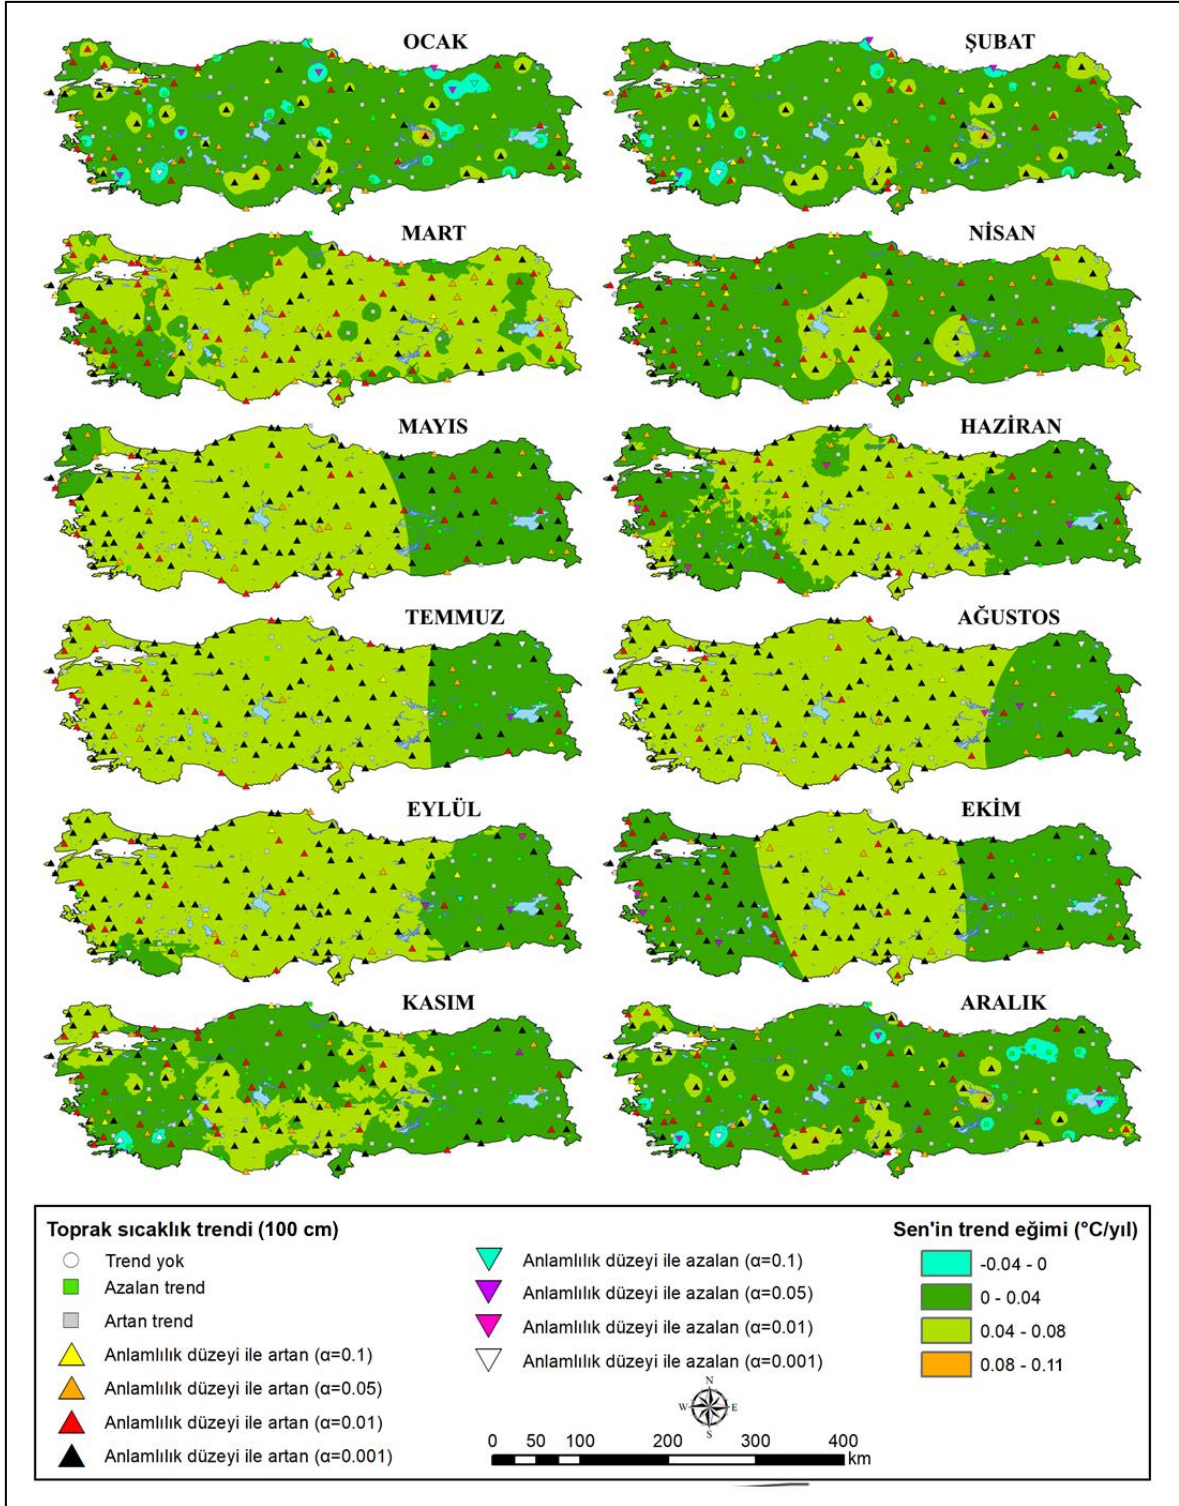 OCAK
ŞUBAT
MART
NİSAN
MAYIS
HAZİRAN
TEMMUZ
AĞUSTOS
EYLÜL
EKİM
KASIM
ARALIK
Toprak sıcaklık trendi (100 cm)
Trend yok
Azalan trend
Artan trend
Anlamlılık düzeyi ile artan (α=0.1)
Anlamlılık düzeyi ile artan (α=0.05)
Anlamlılık düzeyi ile artan (α=0.01)
Anlamlılık düzeyi ile artan (α=0.001)
Anlamlılık düzeyi ile azalan (α=0.1)
Anlamlılık düzeyi ile azalan (α=0.05)
Anlamlılık düzeyi ile azalan (α=0.01)
Anlamlılık düzeyi ile azalan (α=0.001)
N
W E
S
0 50 100 200 300 400
km
Sen'in trend eğimi (°C/yıl)
-0.04 - 0
0 - 0.04
0.04 - 0.08
0.08 - 0.11